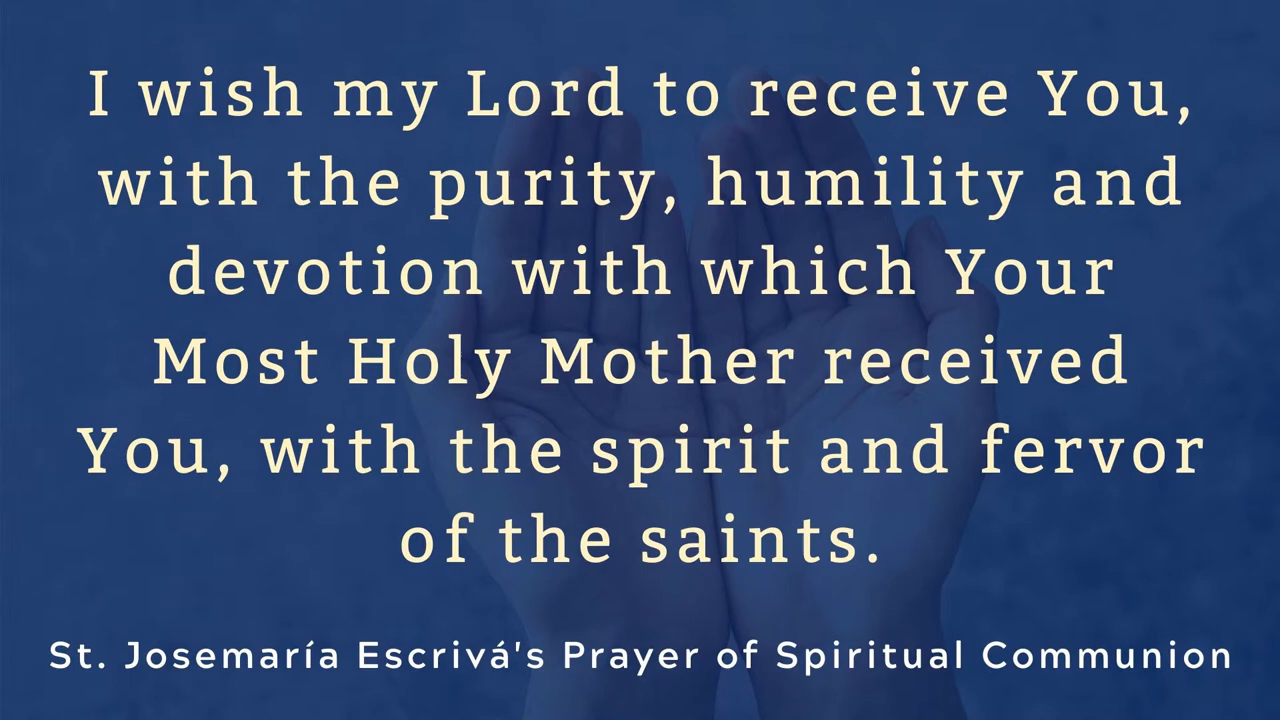 I wish my Lord to receive You,
with the purity, humility and
devotion with which Your
Most Holy Mother received
You, with the spirit and fervor
of the saints.
St. Josemaría Escrivá's Prayer of Spiritual Communion